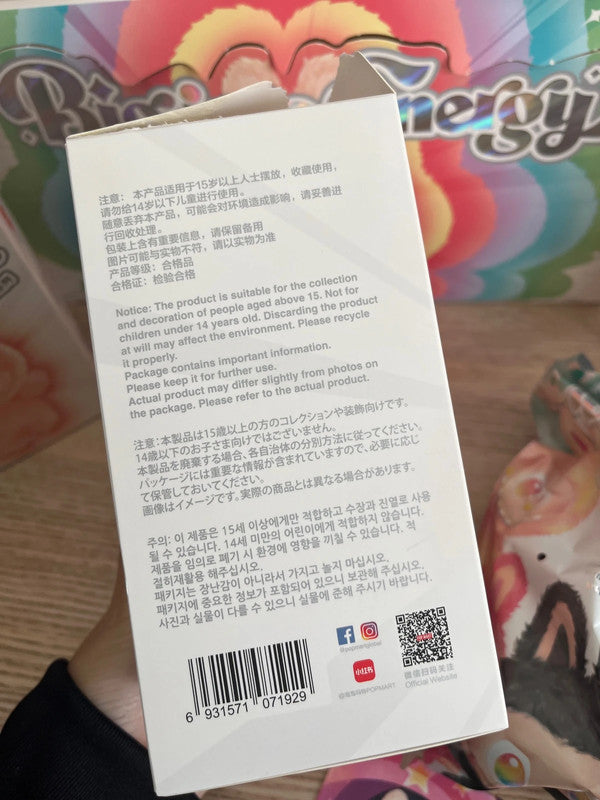 Energy
注意： 本产品适用于15岁以上人士摆放，收藏使用，
请勿给14岁以下儿童进行使用。
随意丢弃本产品，可能会对环境造成影响，请妥善进
行回收处理。
包装上含有重要信息，请保留备用
图片可能与实物不符，请以实物为准
产品等级：合格品
合格证：检验合格
Notice: The product is suitable for the collection
and decoration of people aged above 15. Not for
children under 14 years old. Discarding the product
at will may affect the environment. Please recycle
it properly.
Package contains important information.
Please keep it for further use.
Actual product may differ slightly from photos on
the package. Please refer to the actual product.
注意：本製品は15歳以上の方のコレクションや装飾向けです。
14歳以下のお子さま向けではございません。
本製品を廃棄する場合、各自治体の分別方法に従ってください。
パッケージには重要な情報が含まれていますので、必要に応じ
て保管しておいてください。
画像はイメージです。実際の商品とは異なる場合があります。
주의: 이 제품은 15세 이상에게만 적합하고 수장과 진열로 사용
될 수 있습니다. 14세 미만의 어린이에게 적합하지 않습니다.
제품을 임의로 폐기 시 환경에 영향을 끼칠 수 있습니다. 적
절히재활용 해주십시오.
패키지는 장난감이 아니라서 가지고 놀지 마십시오.
패키지에 중요한 정보가 포함되어 있으니 보관해 주십시오.
사진과 실물이 다를 수 있으니 실물에 준해 주시기 바랍니다.
@popmartglobal
小红书
@泡泡玛特POPMART
微信扫码关注
Official Website
6 931571 071929